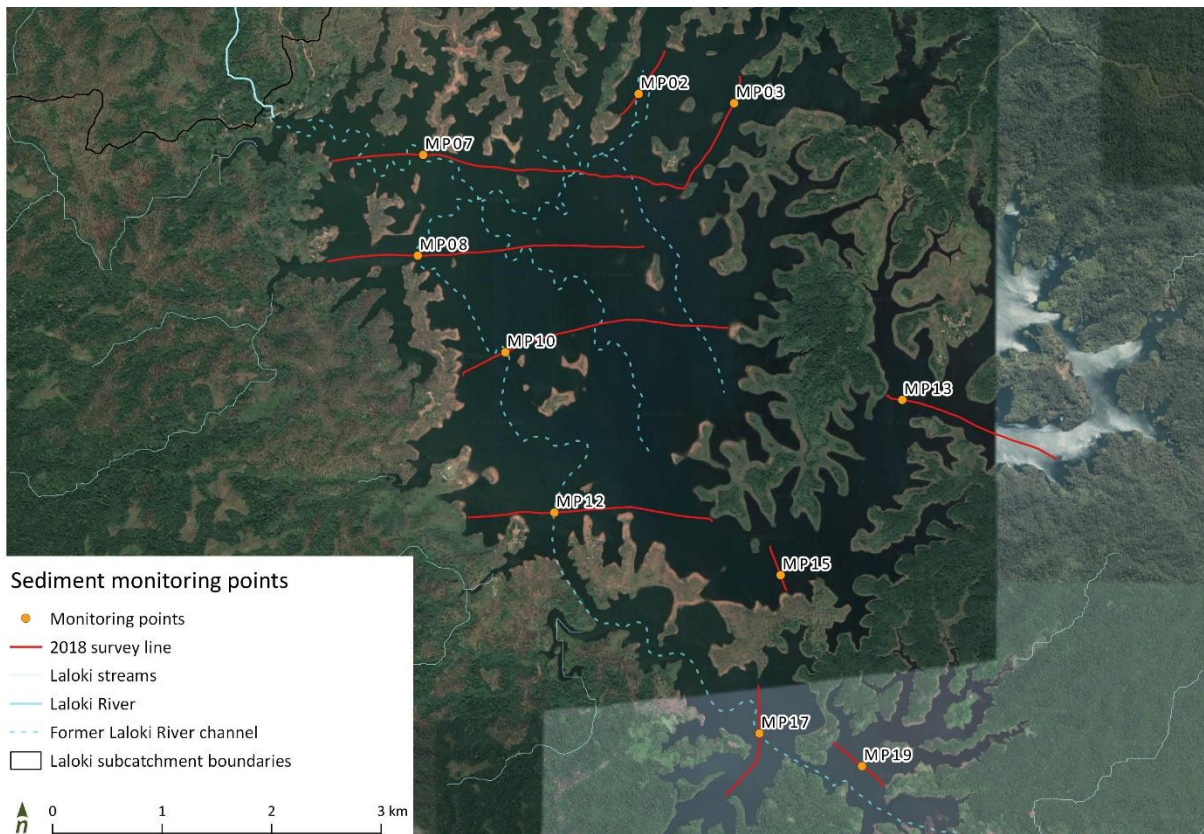 MP02
MP03
MP07
MP08
MP10
MP13
MP12
MP15
MP17
MP19
Sediment monitoring points
Monitoring points
2018 survey line
Laloki streams
Laloki River
Former Laloki River channel
Laloki subcatchment boundaries
n
0 1 2 3 km